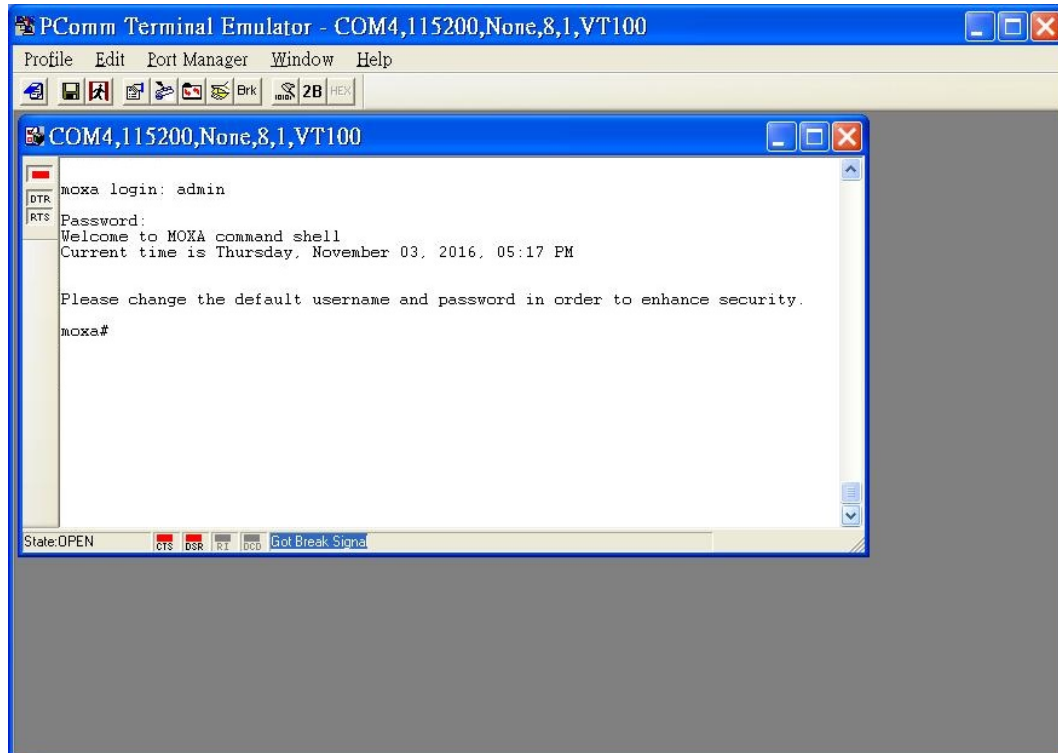 PComm Terminal Emulator - COM4,115200,None,8,1,VT100
Profile Edit Port Manager Window Help
Brk 2B HEX
COM4,115200,None,8,1,VT100
DTR
RTS
moxa login: admin
Password:
Welcome to MOXA command shell
Current time is Thursday, November 03, 2016, 05:17 PM
Please change the default username and password in order to enhance security.
moxa#
State:OPEN CTS DSR RI DCD Got Break Signal